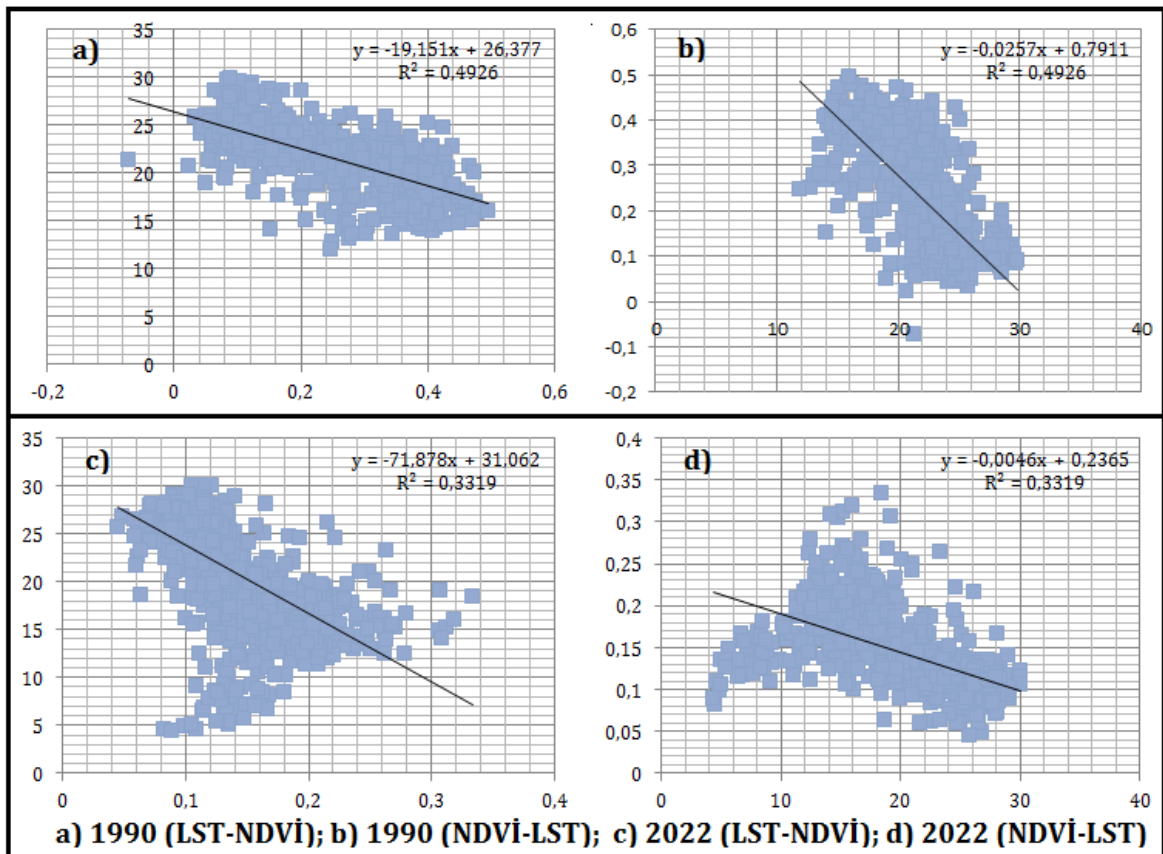 a)
y = -19,151x + 26,377
R² = 0,4926
35
30
25
20
15
10
5
0
-0,2 0 0,2 0,4 0,6
b)
y = -0,0257x + 0,7911
R² = 0,4926
0,6
0,5
0,4
0,3
0,2
0,1
0
-0,1
-0,2
0 10 20 30 40
c)
y = -71,878x + 31,062
R² = 0,3319
35
30
25
20
15
10
5
0
0 0,1 0,2 0,3 0,4
d)
y = -0,0046x + 0,2365
R² = 0,3319
0,4
0,35
0,3
0,25
0,2
0,15
0,1
0,05
0
0 10 20 30 40
a) 1990 (LST-NDVİ); b) 1990 (NDVİ-LST); c) 2022 (LST-NDVİ); d) 2022 (NDVİ-LST)